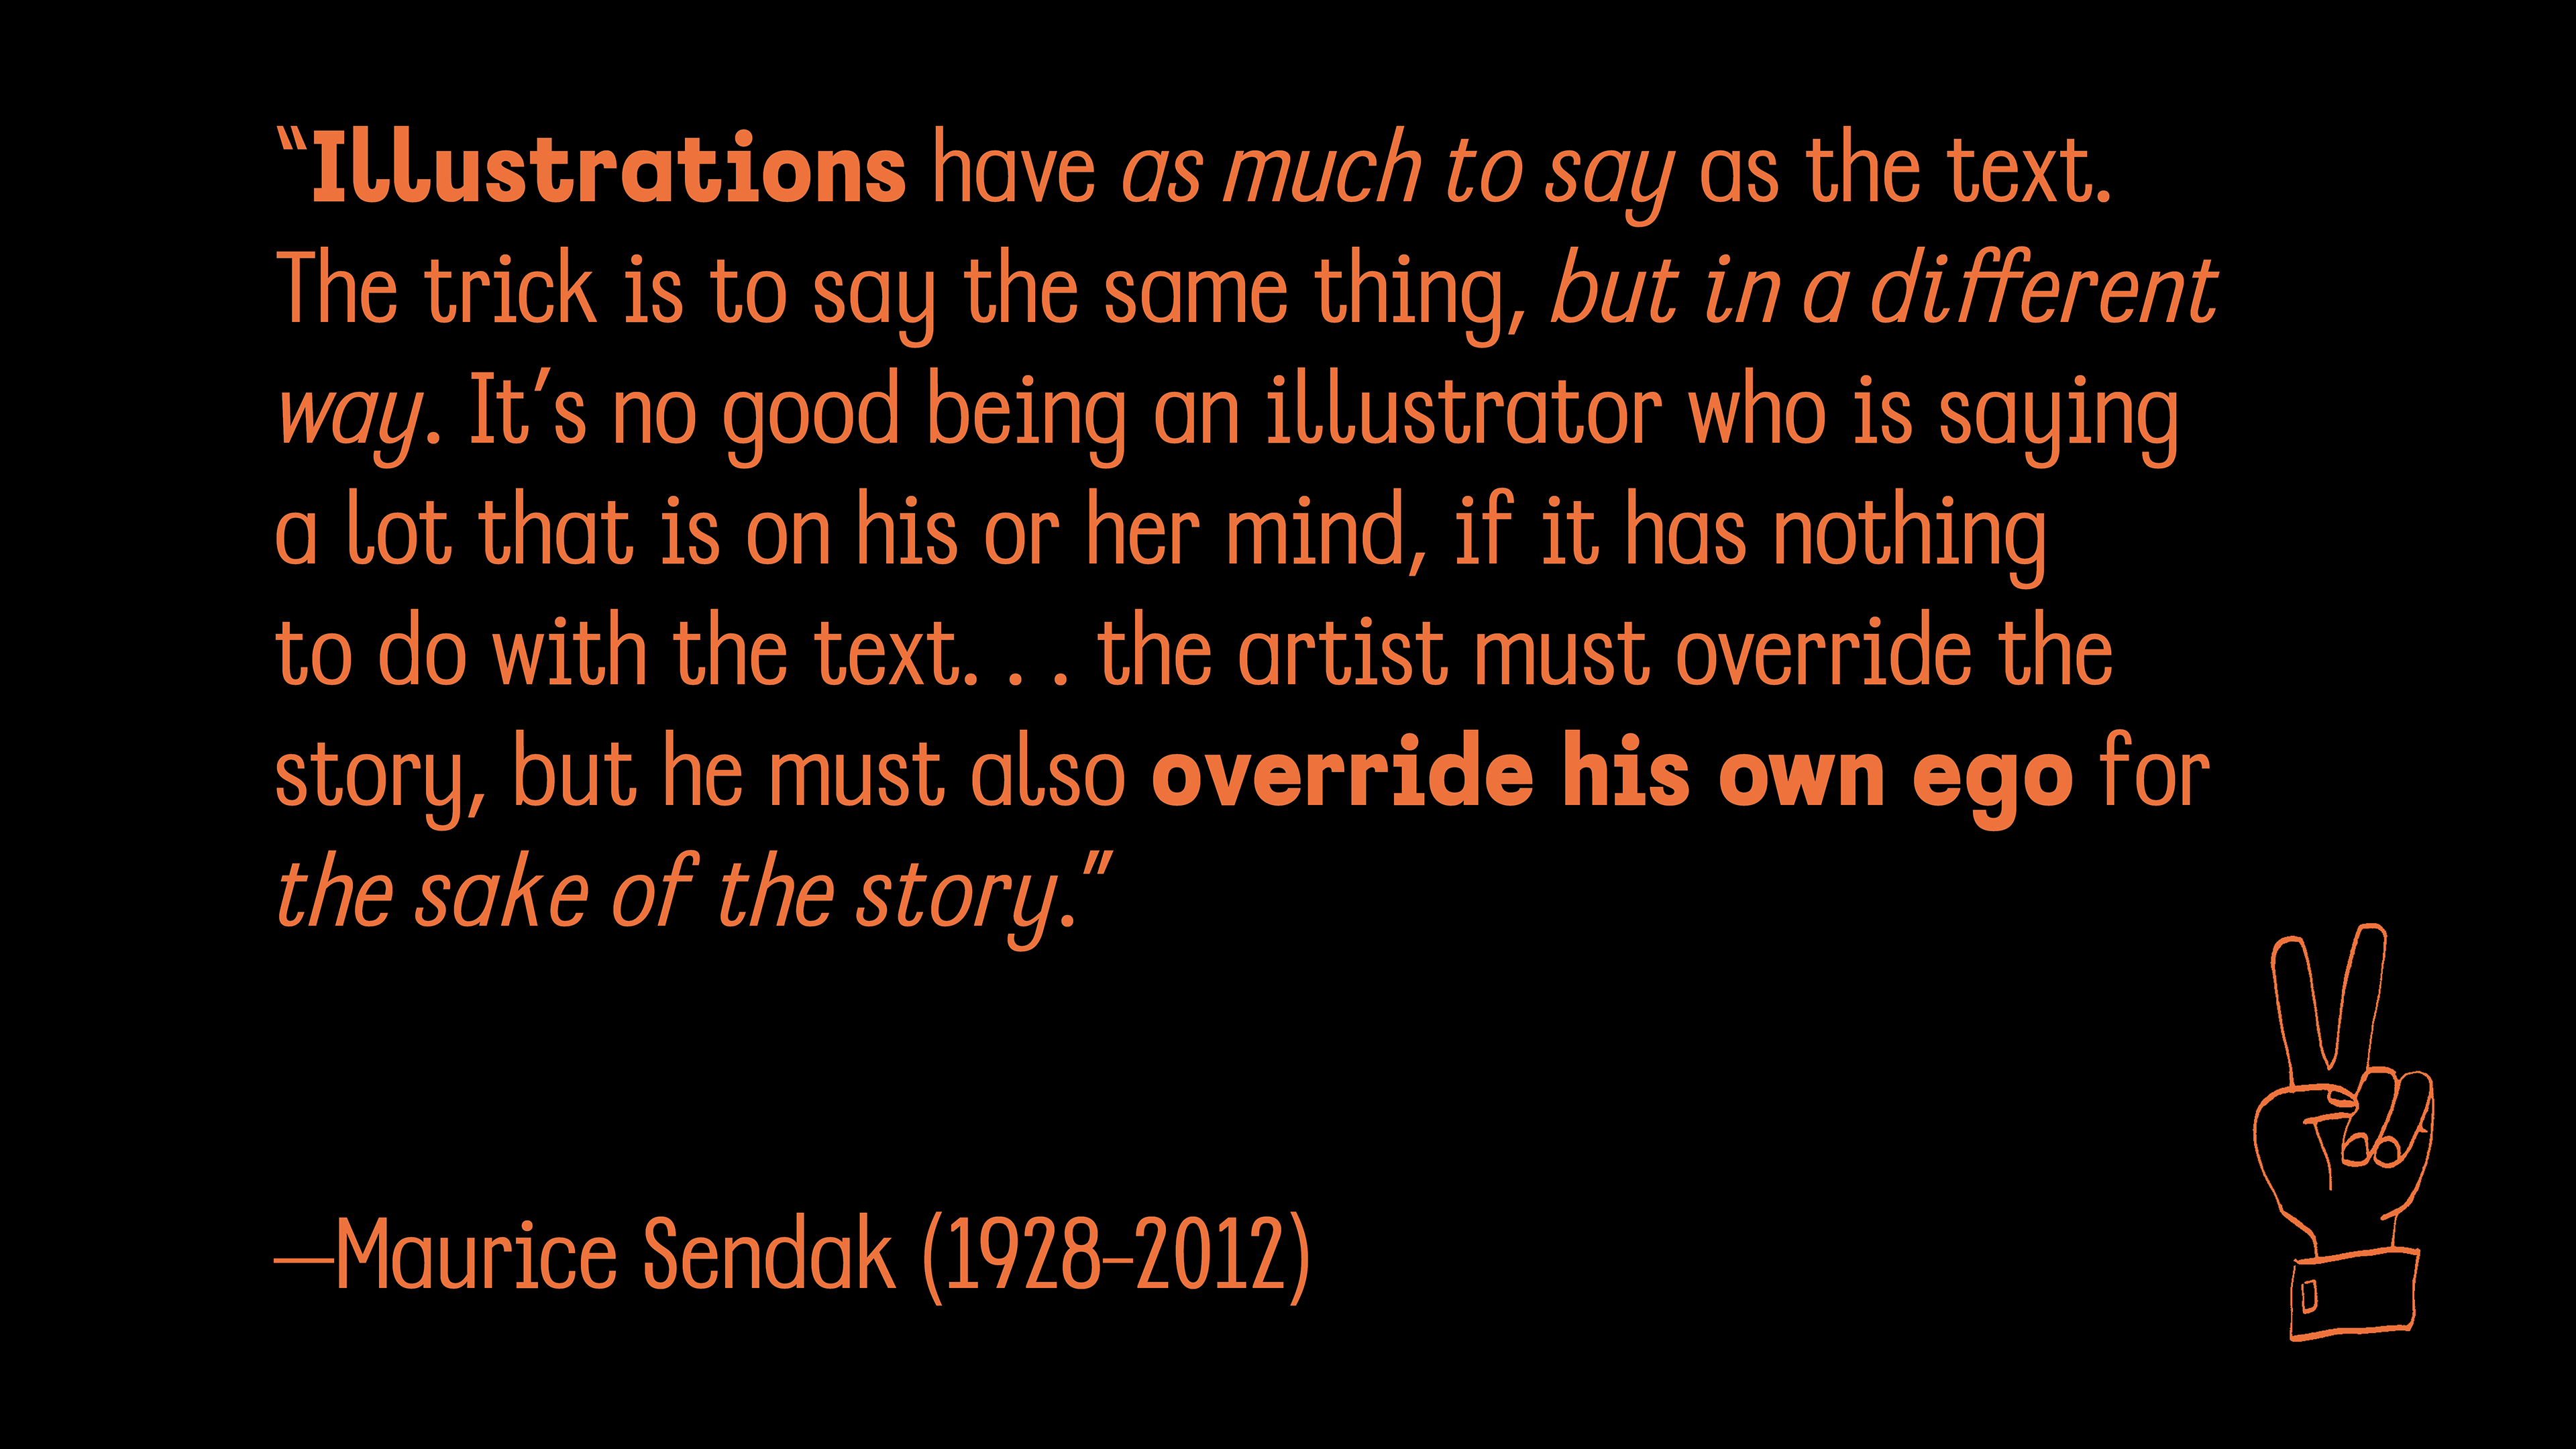 “Illustrations have as much to say as the text.
The trick is to say the same thing, but in a different
way. It’s no good being an illustrator who is saying
a lot that is on his or her mind, if it has nothing
to do with the text. . . the artist must override the
story, but he must also override his own ego for
the sake of the story.”
—Maurice Sendak (1928–2012)